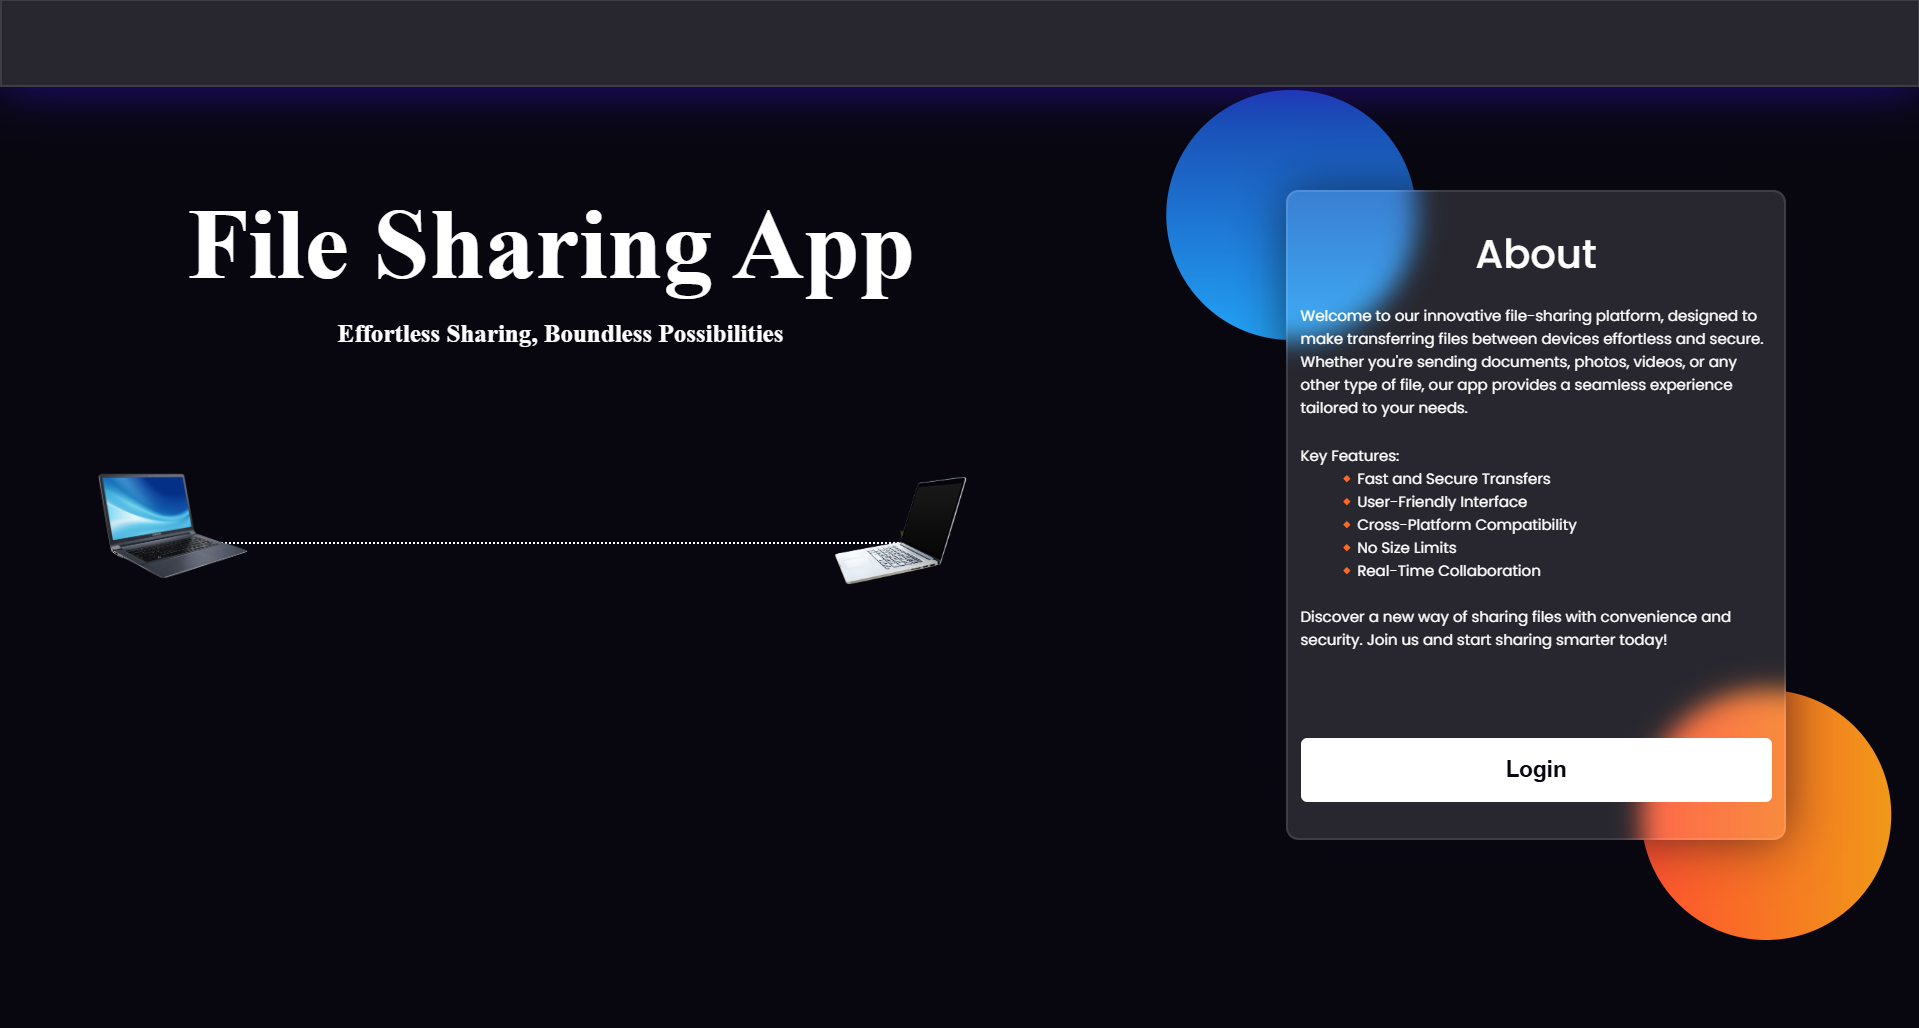 File Sharing App
Effortless Sharing, Boundless Possibilities
About
Welcome to our innovative file-sharing platform, designed to
make transferring files between devices effortless and secure.
Whether you're sending documents, photos, videos, or any
other type of file, our app provides a seamless experience
tailored to your needs.
Key Features:
🔸Fast and Secure Transfers
🔸User-Friendly Interface
🔸Cross-Platform Compatibility
🔸No Size Limits
🔸Real-Time Collaboration
Discover a new way of sharing files with convenience and
security. Join us and start sharing smarter today!
Login